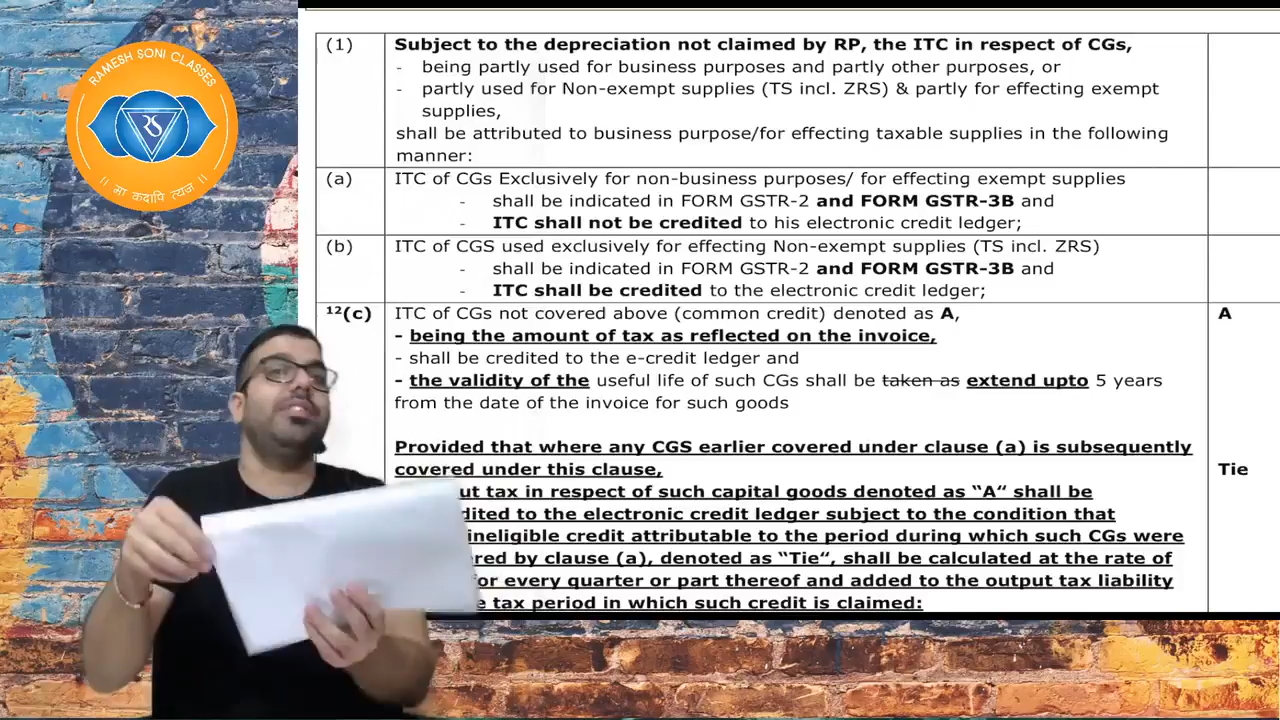 RAMESH SONI CLASSES
RS
॥ मा कदापि त्यज ॥
(1) Subject to the depreciation not claimed by RP, the ITC in respect of CGs,
- being partly used for business purposes and partly other purposes, or
- partly used for Non-exempt supplies (TS incl. ZRS) & partly for effecting exempt
supplies,
shall be attributed to business purpose/for effecting taxable supplies in the following
manner:
(a) ITC of CGs Exclusively for non-business purposes/ for effecting exempt supplies
- shall be indicated in FORM GSTR-2 and FORM GSTR-3B and
- ITC shall not be credited to his electronic credit ledger;
(b) ITC of CGS used exclusively for effecting Non-exempt supplies (TS incl. ZRS)
- shall be indicated in FORM GSTR-2 and FORM GSTR-3B and
- ITC shall be credited to the electronic credit ledger;
12(c) ITC of CGs not covered above (common credit) denoted as A, A
- being the amount of tax as reflected on the invoice,
- shall be credited to the e-credit ledger and
- the validity of the useful life of such CGs shall be taken as extend upto 5 years
from the date of the invoice for such goods
Provided that where any CGS earlier covered under clause (a) is subsequently
covered under this clause, Tie
tax in respect of such capital goods denoted as “A“ shall be
to the electronic credit ledger subject to the condition that
ineligible credit attributable to the period during which such CGs were
by clause (a), denoted as “Tie“, shall be calculated at the rate of
for every quarter or part thereof and added to the output tax liability
tax period in which such credit is claimed: